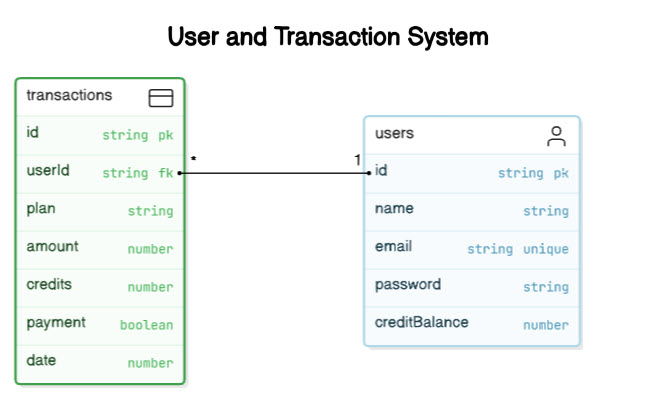 User and Transaction System
transactions
id string pk
userId string fk
plan string
amount number
credits number
payment boolean
date number
* 1
users
id string pk
name string
email string unique
password string
creditBalance number